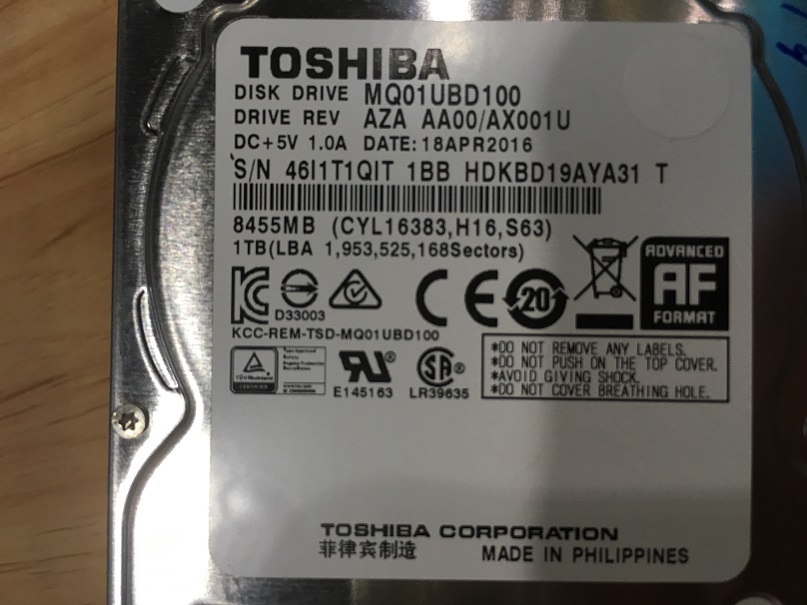 TOSHIBA
DISK DRIVE MQ01UBD100
DRIVE REV AZA AA00/AX001U
DC+5V 1.0A DATE:18APR2016
S/N 46I1T1QIT 1BB HDKBD19AYA31 T
8455MB (CYL16383,H16,S63)
1TB(LBA 1,953,525,168Sectors)
D33003
CE
20
ADVANCED
AF
FORMAT
KCC-REM-TSD-MQ01UBD100
E145163
LR39635
*DO NOT REMOVE ANY LABELS.
*DO NOT PUSH ON THE TOP COVER.
*AVOID GIVING SHOCK.
*DO NOT COVER BREATHING HOLE.
TOSHIBA CORPORATION
菲律宾制造 MADE IN PHILIPPINES